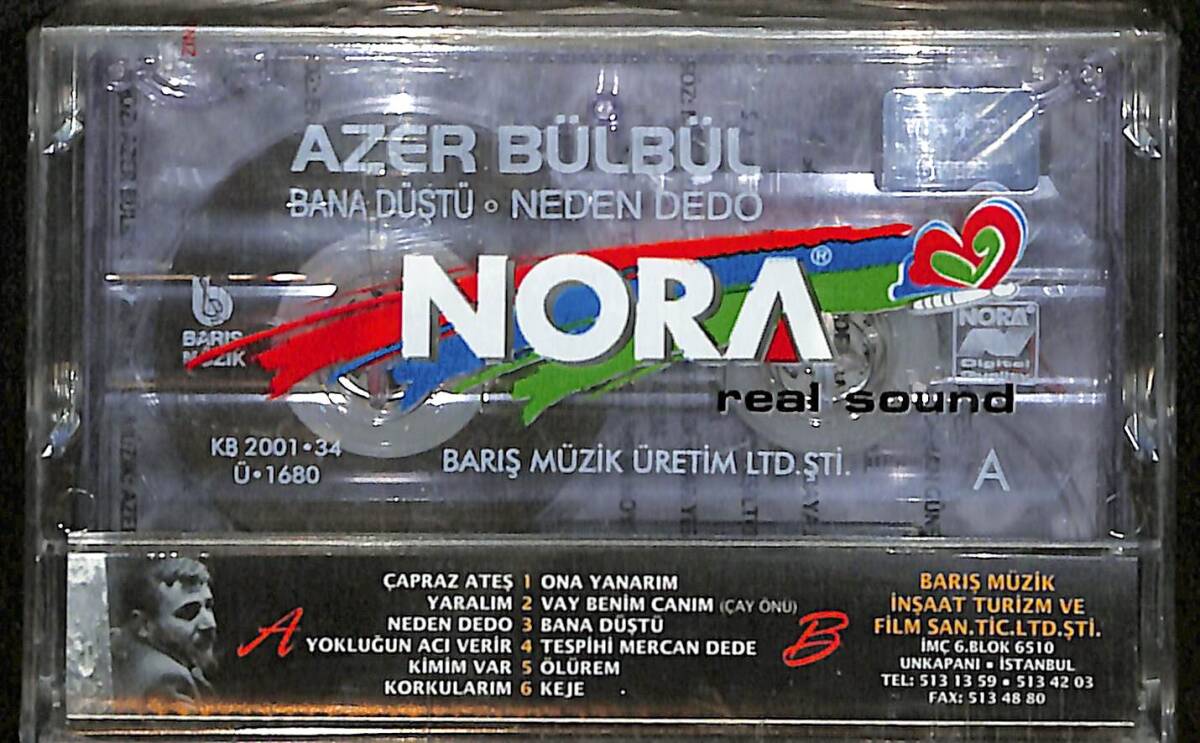 AZER BÜLBÜL
BANA DÜŞTÜ • NEDEN DEDO
NORA®
real sound
BARIŞ
MÜZİK
NORA®
Digital
KB 2001•34
Ü•1680
BARIŞ MÜZİK ÜRETİM LTD.ŞTİ.
A
A
ÇAPRAZ ATEŞ 1 ONA YANARIM
YARALIM 2 VAY BENİM CANIM (ÇAY ÖNÜ)
NEDEN DEDO 3 BANA DÜŞTÜ
YOKLUĞUN ACI VERİR 4 TESPİHİ MERCAN DEDE
KİMİM VAR 5 ÖLÜREM
KORKULARIM 6 KEJE
B
BARIŞ MÜZİK
İNŞAAT TURİZM VE
FİLM SAN.TİC.LTD.ŞTİ.
İMÇ 6.BLOK 6510
UNKAPANI • İSTANBUL
TEL: 513 13 59 • 513 42 03
FAX: 513 48 80